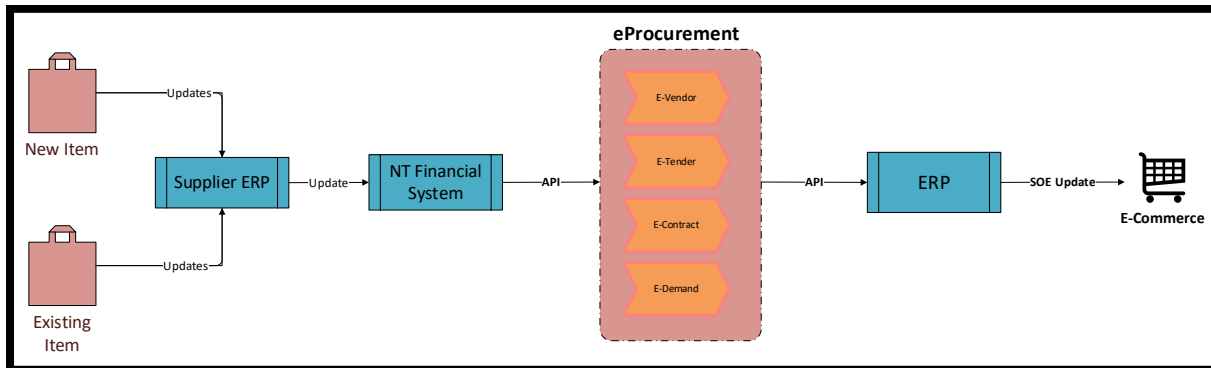 eProcurement
New Item
Updates
Existing
Item
Updates
Supplier ERP
Update
NT Financial
System
API
E-Vendor
E-Tender
E-Contract
E-Demand
API
ERP
SOE Update
E-Commerce